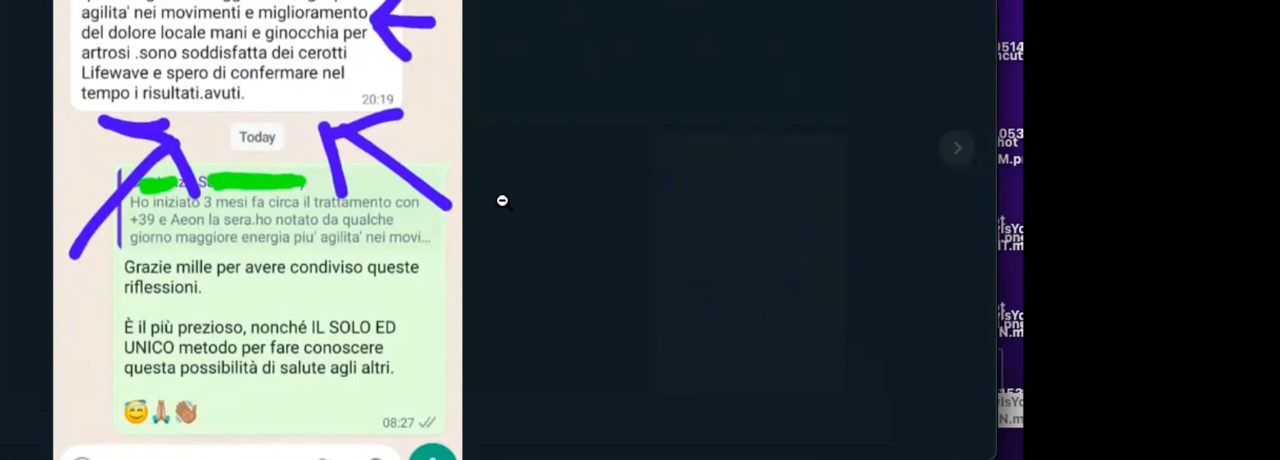 agilita' nei movimenti e miglioramento
del dolore locale mani e ginocchia per
artrosi .sono soddisfatta dei cerotti
Lifewave e spero di confermare nel
tempo i risultati.avuti.
20:19
Today
Ho iniziato 3 mesi fa circa il trattamento con
+39 e Aeon la sera.ho notato da qualche
giorno maggiore energia piu' agilita' nei movi...
Grazie mille per avere condiviso queste
riflessioni.
È il più prezioso, nonché IL SOLO ED
UNICO metodo per fare conoscere
questa possibilità di salute agli altri.
😇🙏🏼👏🏼
08:27